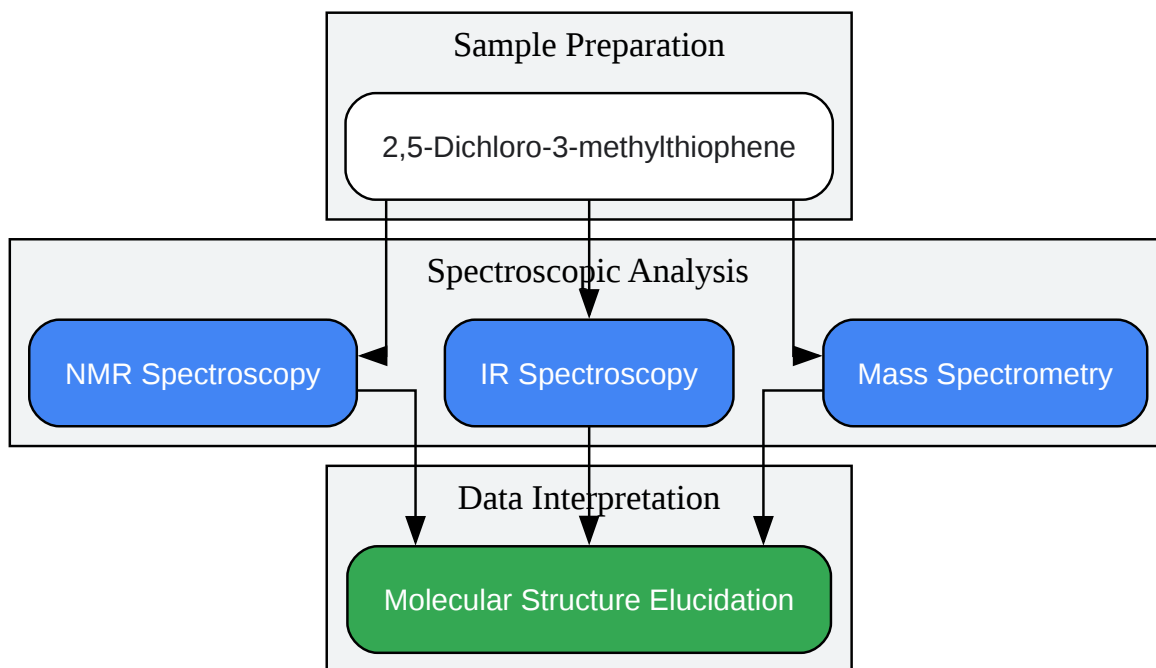 Sample Preparation
2,5-Dichloro-3-methylthiophene
Spectroscopic Analysis
NMR Spectroscopy
IR Spectroscopy
Mass Spectrometry
Data Interpretation
Molecular Structure Elucidation